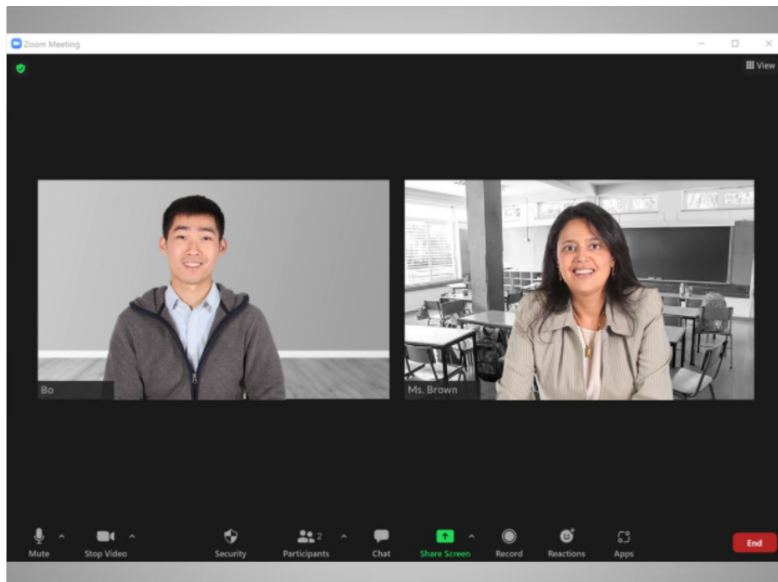 Zoom Meeting
View
Bo
Ms. Brown
Mute
Stop Video
Security
Participants
2
Chat
Share Screen
Record
Reactions
Apps
End